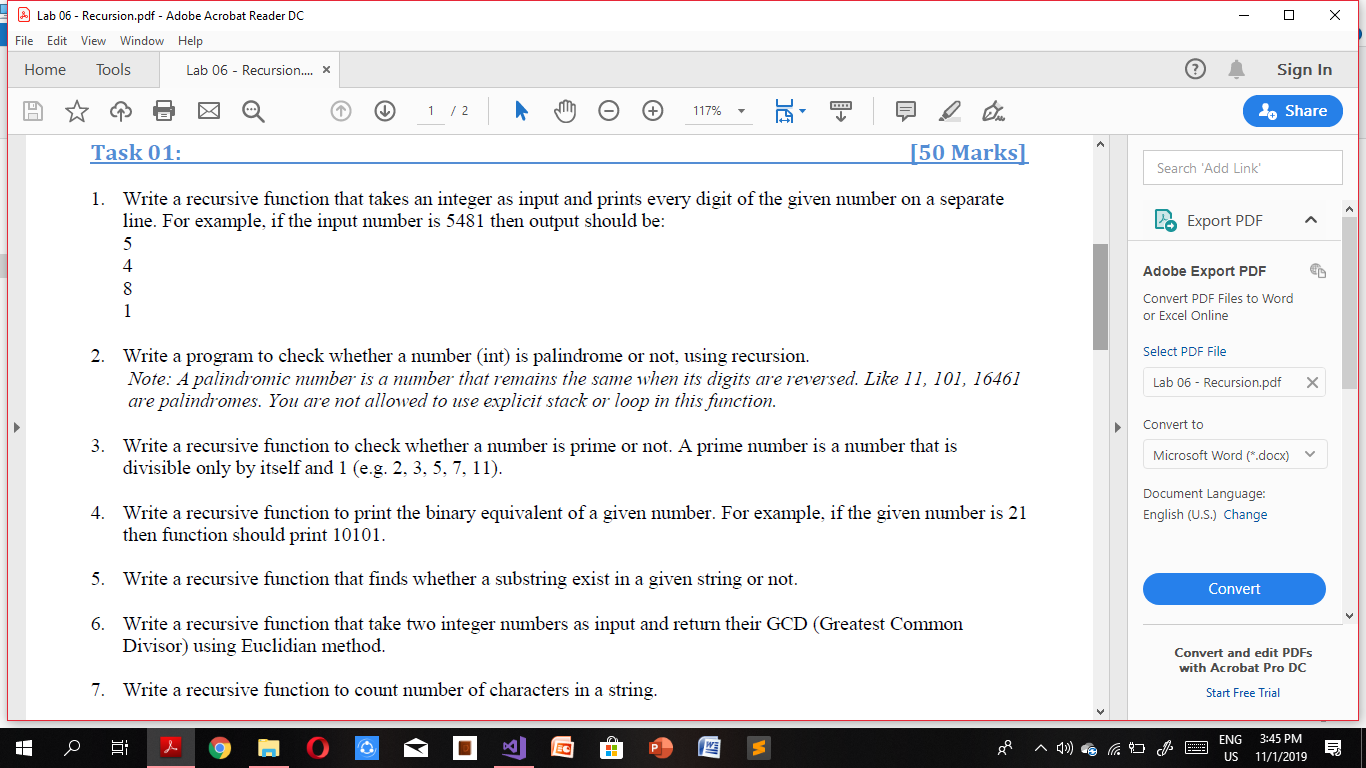 Lab 06 - Recursion.pdf - Adobe Acrobat Reader DC
File Edit View Window Help
Home Tools Lab 06 - Recursion.... × Sign In
1 / 2 117% Share
Task 01: [50 Marks]
1. Write a recursive function that takes an integer as input and prints every digit of the given number on a separate
line. For example, if the input number is 5481 then output should be:
5
4
8
1
2. Write a program to check whether a number (int) is palindrome or not, using recursion.
Note: A palindromic number is a number that remains the same when its digits are reversed. Like 11, 101, 16461
are palindromes. You are not allowed to use explicit stack or loop in this function.
3. Write a recursive function to check whether a number is prime or not. A prime number is a number that is
divisible only by itself and 1 (e.g. 2, 3, 5, 7, 11).
4. Write a recursive function to print the binary equivalent of a given number. For example, if the given number is 21
then function should print 10101.
5. Write a recursive function that finds whether a substring exist in a given string or not.
6. Write a recursive function that take two integer numbers as input and return their GCD (Greatest Common
Divisor) using Euclidian method.
7. Write a recursive function to count number of characters in a string.
Search 'Add Link'
Export PDF
Adobe Export PDF
Convert PDF Files to Word
or Excel Online
Select PDF File
Lab 06 - Recursion.pdf
Convert to
Microsoft Word (*.docx)
Document Language:
English (U.S.) Change
Convert
Convert and edit PDFs
with Acrobat Pro DC
Start Free Trial
ENG 3:45 PM
US 11/1/2019